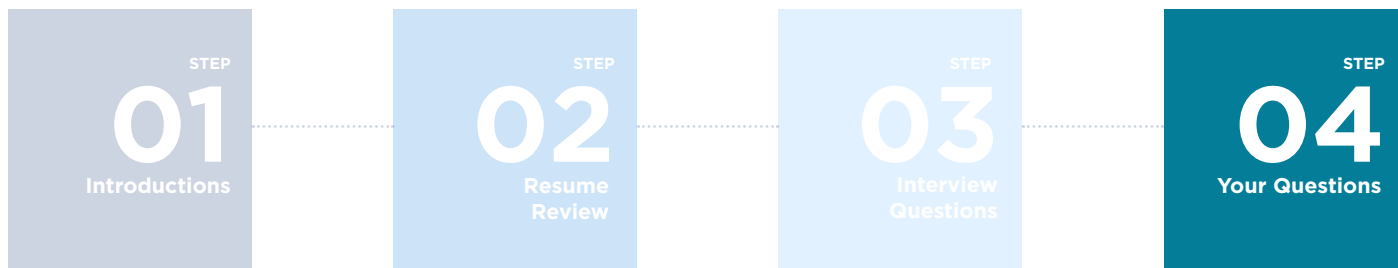 STEP
01
Introductions
STEP
02
Resume
Review
STEP
03
Interview
Questions
STEP
04
Your Questions